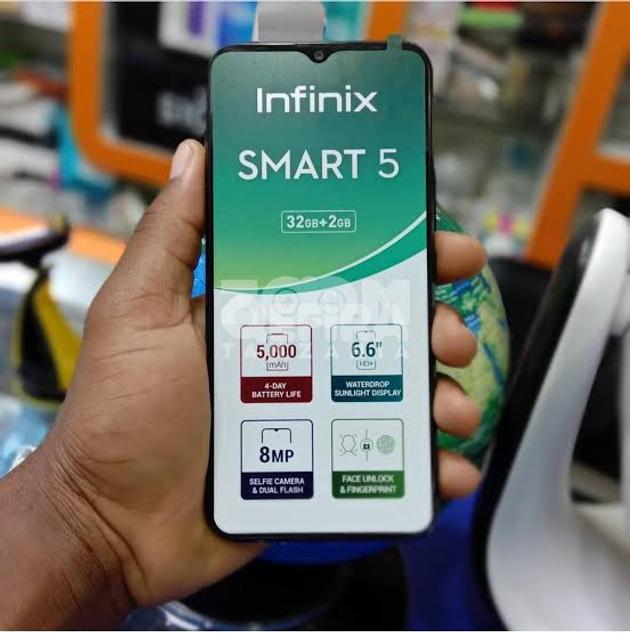 Infinix
SMART 5
32GB+2GB
5,000
mAh
4-DAY
BATTERY LIFE
6.6"
HD+
WATERDROP
SUNLIGHT DISPLAY
8MP
SELFIE CAMERA
& DUAL FLASH
FACE UNLOCK
& FINGERPRINT